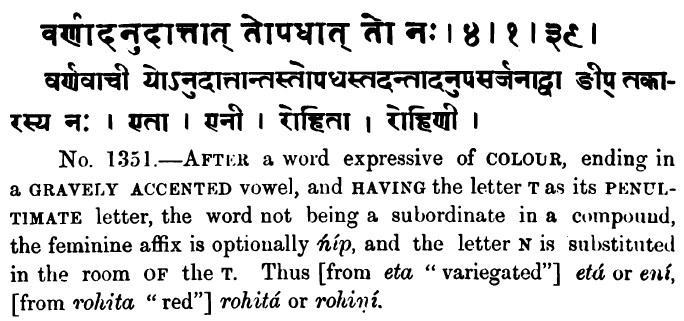 वर्णादनुदात्तात् तोपधात् तो नः । ४ । १ । ३९ ।
वर्णवाची योऽनुदात्तान्तस्तोपधस्तदन्तादनुपसर्जनाद्वा ङीप् तका-
रस्य नः । एता । एनी । रोहिता । रोहिणी ।
No. 1351.—AFTER a word expressive of COLOUR, ending in
a GRAVELY ACCENTED vowel, and HAVING the letter T as its PENUL-
TIMATE letter, the word not being a subordinate in a compound,
the feminine affix is optionally ńíp, and the letter N is substituted
in the room OF the T. Thus [from eta “variegated”] etá or ení,
[from rohita “red”] rohitá or rohiṇí.